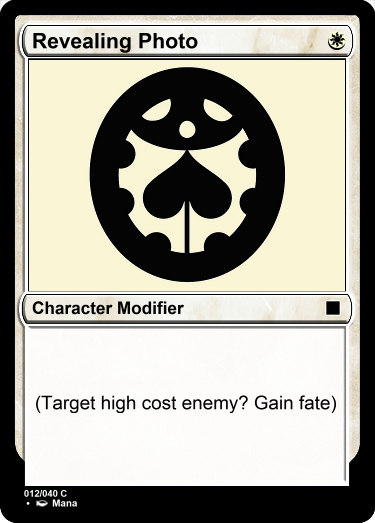 Revealing Photo
Character Modifier
(Target high cost enemy? Gain fate)
012/040 C
• Mana